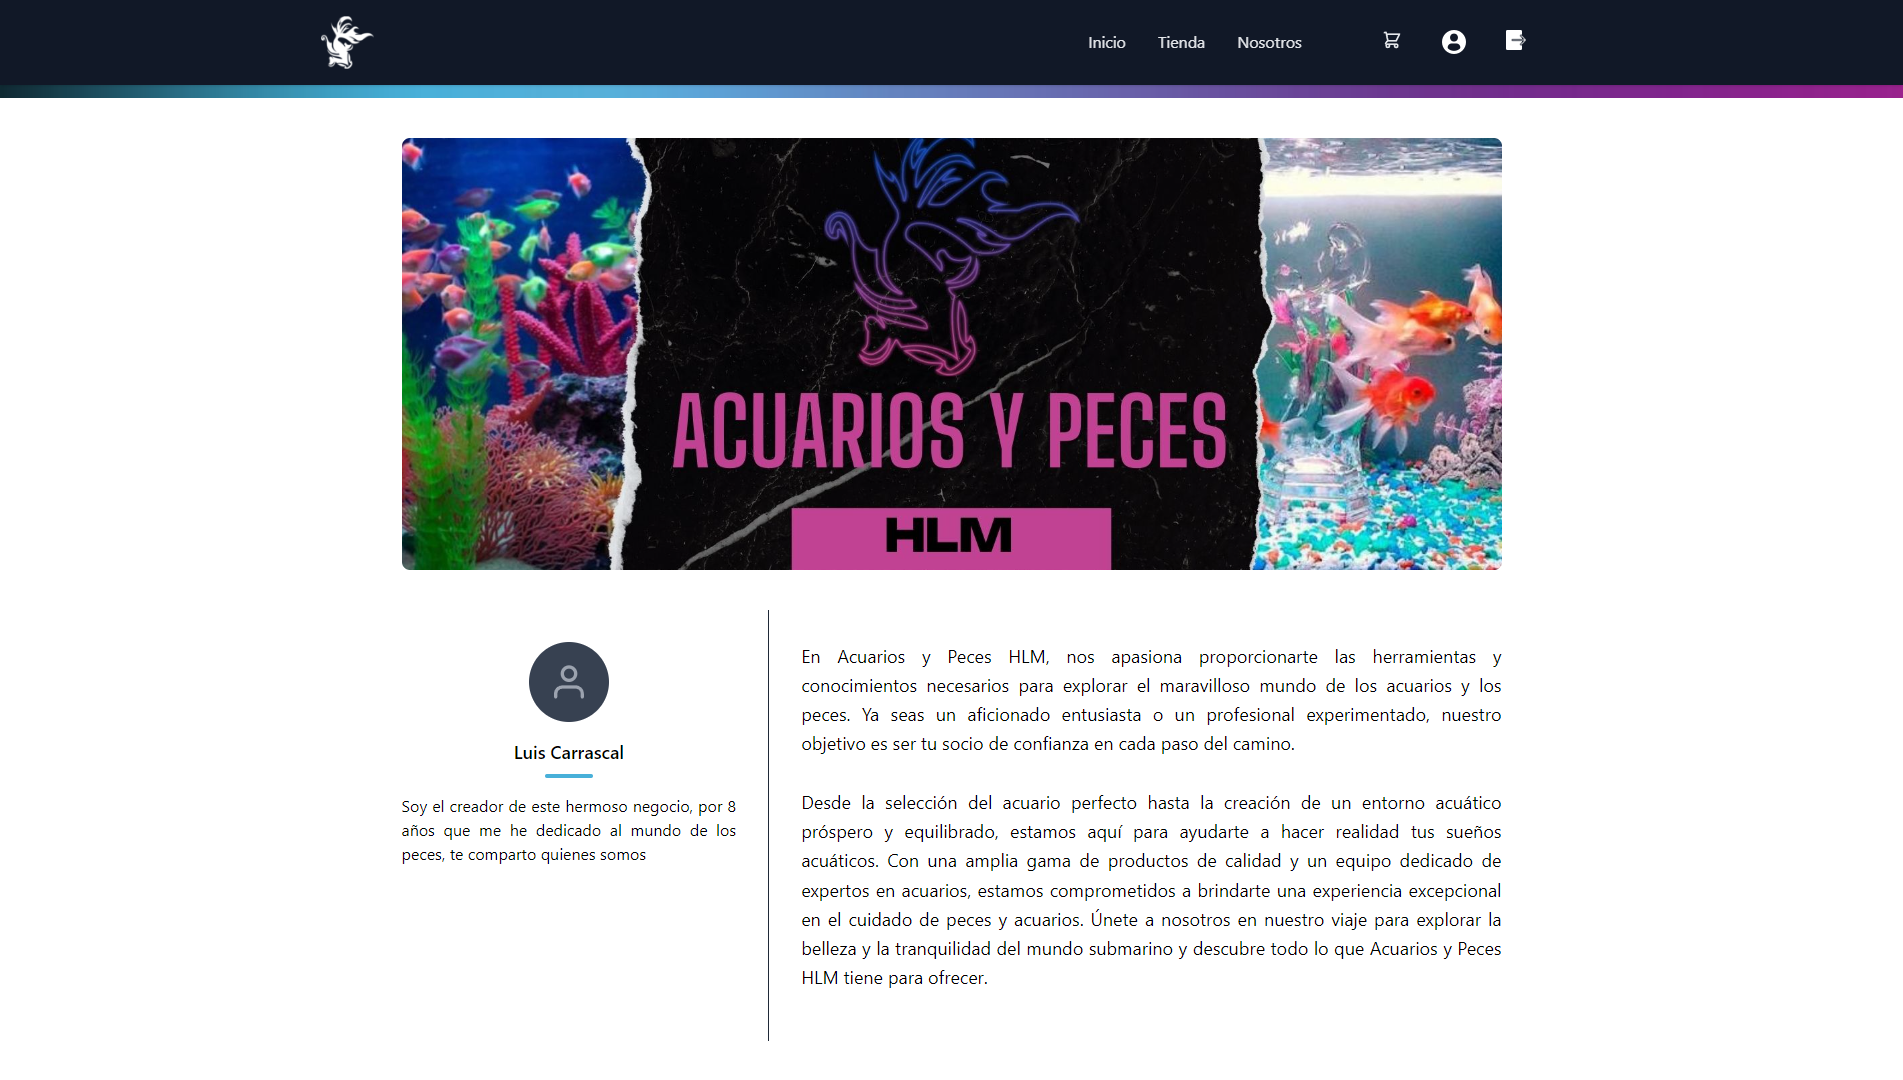 Inicio Tienda Nosotros
ACUARIOS Y PECES
HLM
Luis Carrascal
Soy el creador de este hermoso negocio, por 8
años que me he dedicado al mundo de los
peces, te comparto quienes somos
En Acuarios y Peces HLM, nos apasiona proporcionarte las herramientas y
conocimientos necesarios para explorar el maravilloso mundo de los acuarios y los
peces. Ya seas un aficionado entusiasta o un profesional experimentado, nuestro
objetivo es ser tu socio de confianza en cada paso del camino.
Desde la selección del acuario perfecto hasta la creación de un entorno acuático
próspero y equilibrado, estamos aquí para ayudarte a hacer realidad tus sueños
acuáticos. Con una amplia gama de productos de calidad y un equipo dedicado de
expertos en acuarios, estamos comprometidos a brindarte una experiencia excepcional
en el cuidado de peces y acuarios. Únete a nosotros en nuestro viaje para explorar la
belleza y la tranquilidad del mundo submarino y descubre todo lo que Acuarios y Peces
HLM tiene para ofrecer.